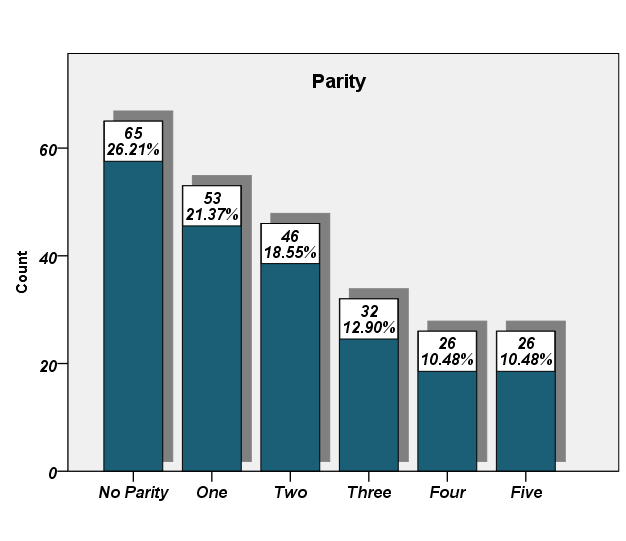 Parity
Count
60
40
20
0
65
26.21%
53
21.37%
46
18.55%
32
12.90%
26
10.48%
26
10.48%
No Parity
One
Two
Three
Four
Five